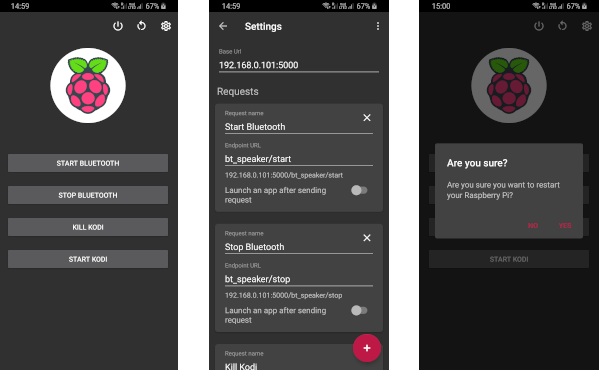 14:59
67%
START BLUETOOTH
STOP BLUETOOTH
KILL KODI
START KODI
14:59
67%
Settings
Base Url
192.168.0.101:5000
Requests
Request name
Start Bluetooth
Endpoint URL
bt_speaker/start
192.168.0.101:5000/bt_speaker/start
Launch an app after sending
request
Request name
Stop Bluetooth
Endpoint URL
bt_speaker/stop
192.168.0.101:5000/bt_speaker/stop
Launch an app after sending
request
Request name
Kill Kodi
15:00
67%
Are you sure?
Are you sure you want to restart
your Raspberry Pi?
NO YES
START KODI